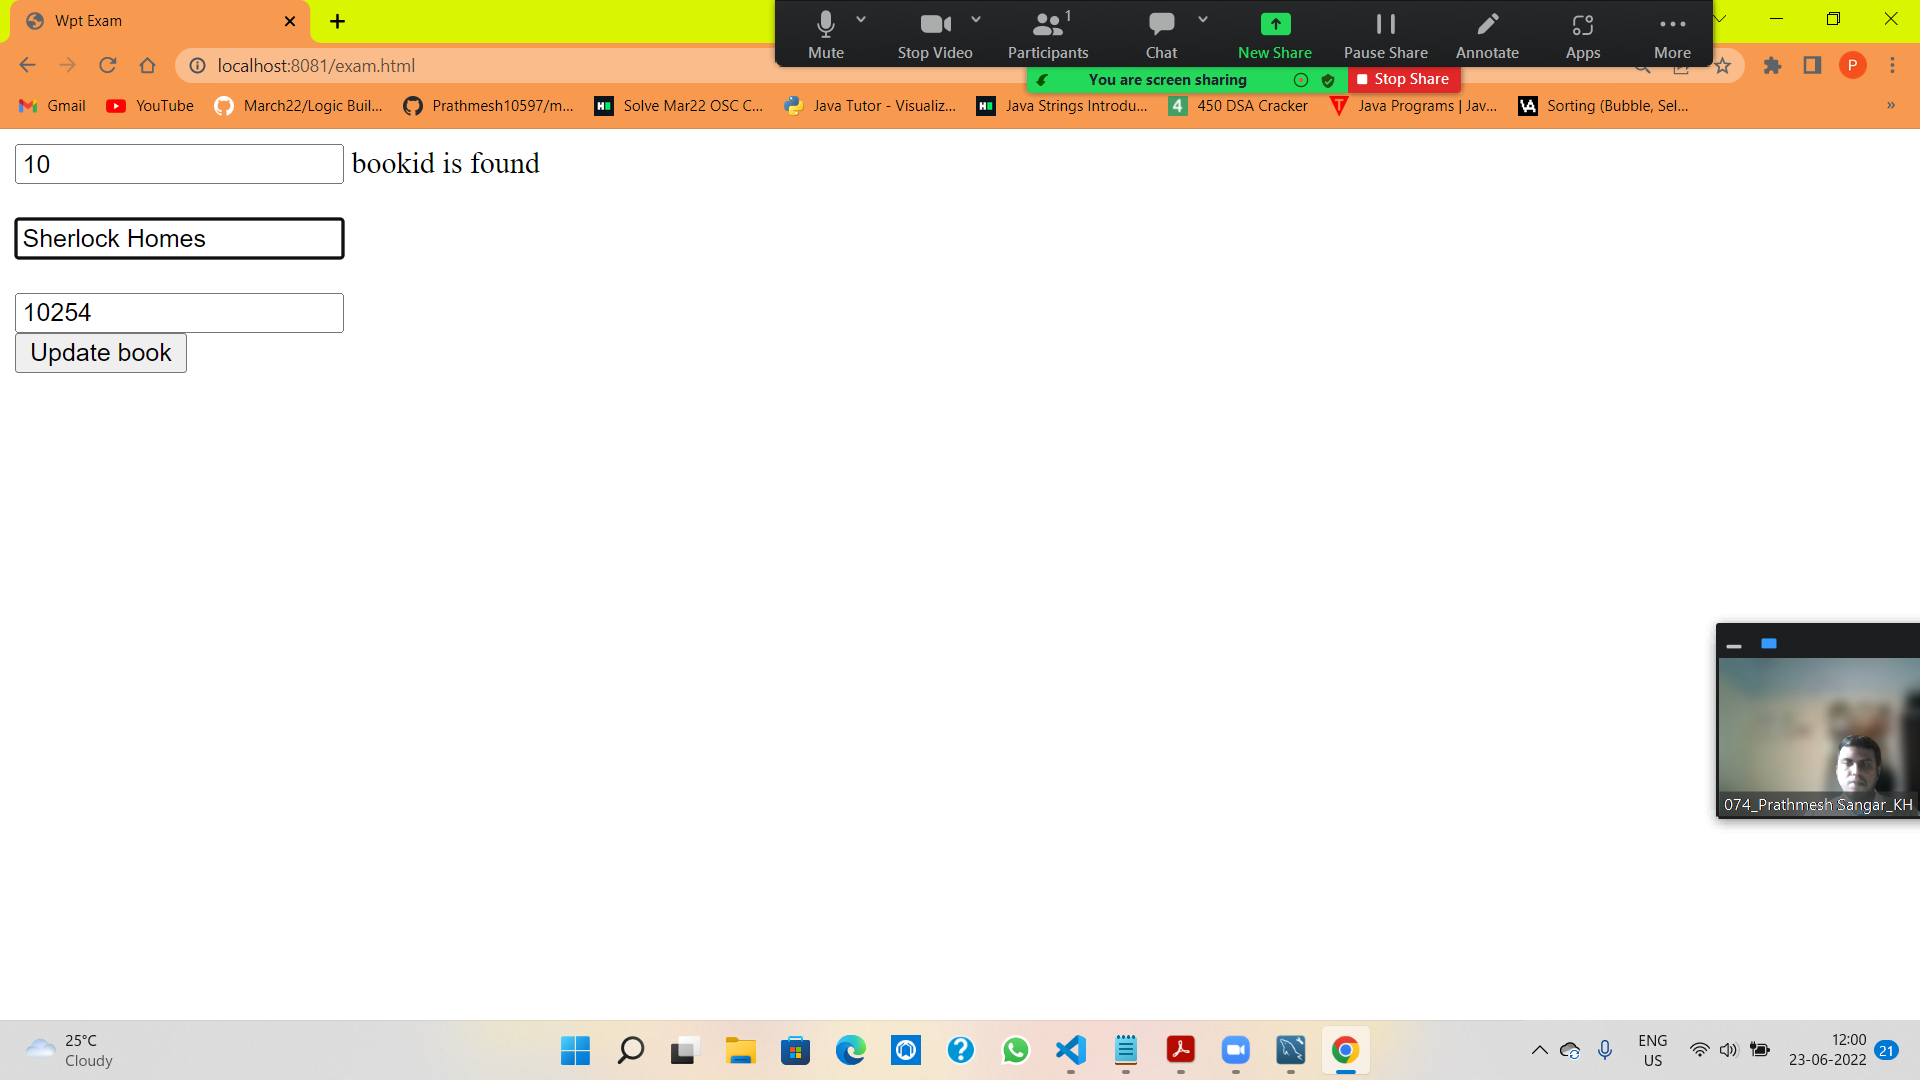 Wpt Exam
Mute
Stop Video
Participants
1
Chat
New Share
Pause Share
Annotate
Apps
More
localhost:8081/exam.html
You are screen sharing
Stop Share
P
Gmail
YouTube
March22/Logic Buil...
Prathmesh10597/m...
Solve Mar22 OSC C...
Java Tutor - Visualiz...
Java Strings Introdu...
4
450 DSA Cracker
T
Java Programs | Jav...
Sorting (Bubble, Sel...
»
10
bookid is found
Sherlock Homes
10254
Update book
074_Prathmesh Sangar_KH
25°C
Cloudy
ENG
US
12:00
23-06-2022
21